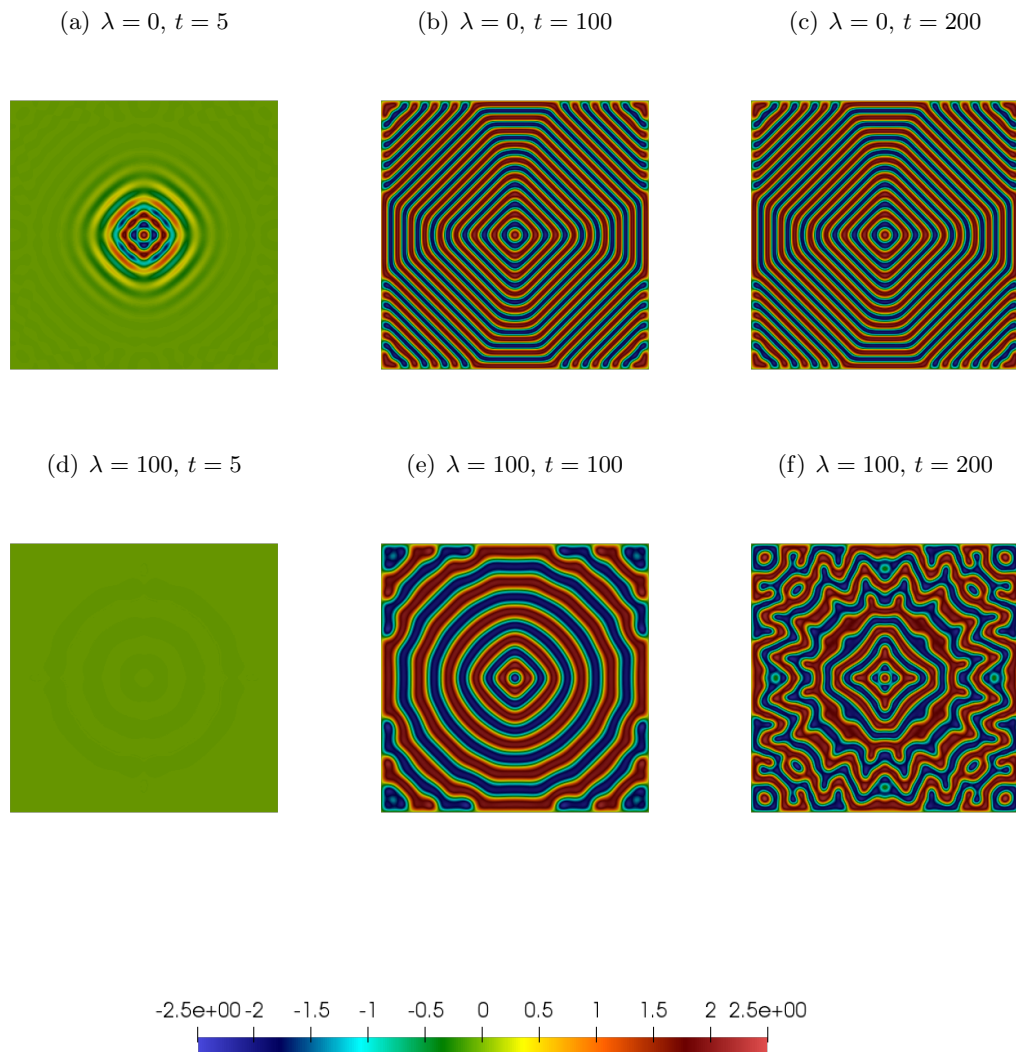 (a) λ = 0, t = 5 (b) λ = 0, t = 100 (c) λ = 0, t = 200
(d) λ = 100, t = 5 (e) λ = 100, t = 100 (f) λ = 100, t = 200
-2.5e+00 -2 -1.5 -1 -0.5 0 0.5 1 1.5 2 2.5e+00